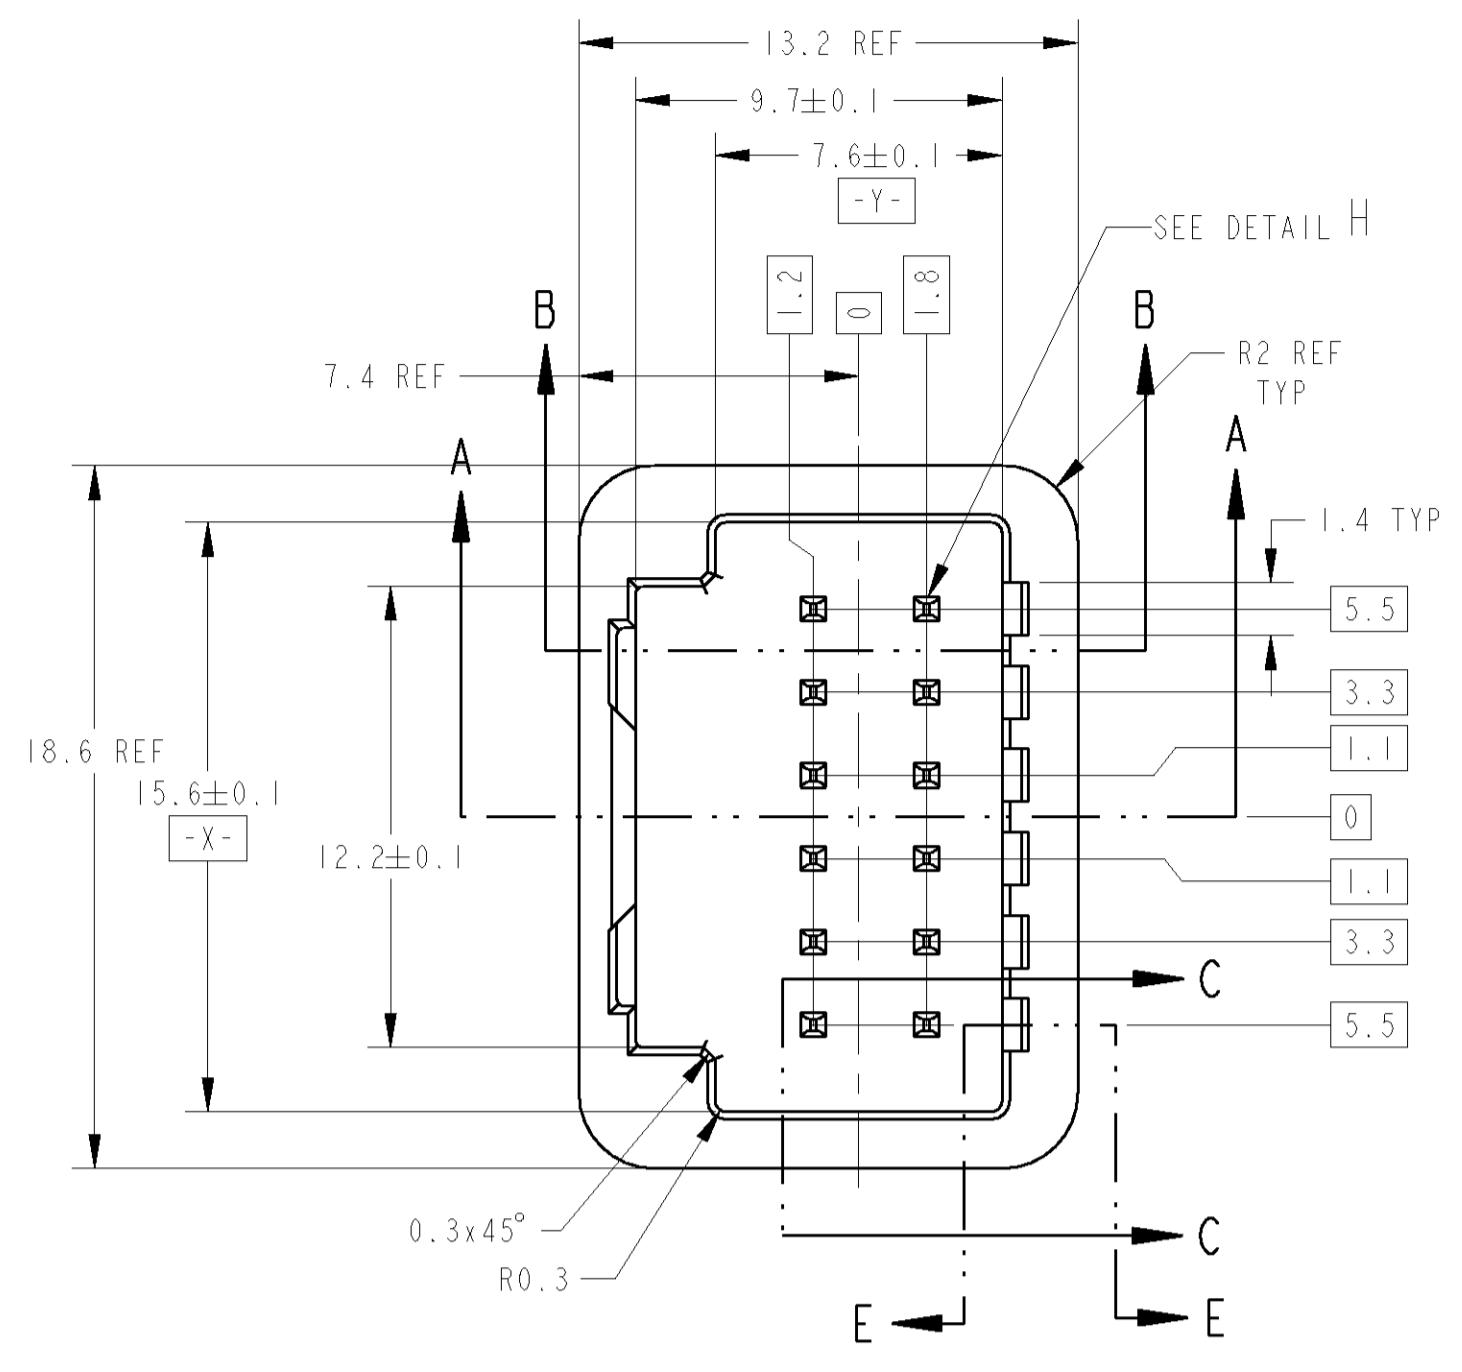 13.2 REF
9.7±0.1
7.6±0.1
-Y-
SEE DETAIL H
1.2
0
1.8
B
B
7.4 REF
R2 REF
TYP
A
A
1.4 TYP
5.5
3.3
1.1
18.6 REF
15.6±0.1
-X-
0
12.2±0.1
1.1
3.3
C
5.5
0.3x45°
C
R0.3
E
E